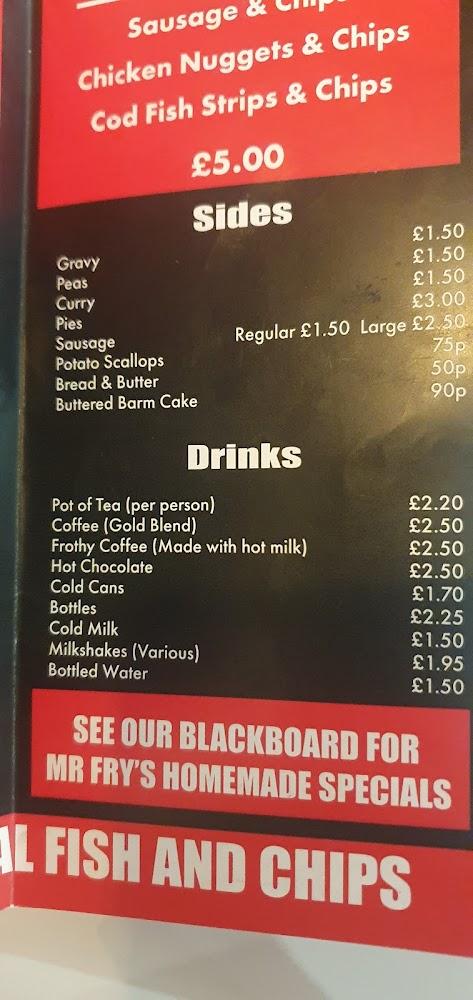 Sausage & Chips
Chicken Nuggets & Chips
Cod Fish Strips & Chips
£5.00
Sides
Gravy £1.50
Peas £1.50
Curry £1.50
Pies £3.00
Sausage Regular £1.50 Large £2.50
Potato Scallops 75p
Bread & Butter 50p
Buttered Barm Cake 90p
Drinks
Pot of Tea (per person) £2.20
Coffee (Gold Blend) £2.50
Frothy Coffee (Made with hot milk) £2.50
Hot Chocolate £2.50
Cold Cans £1.70
Bottles £2.25
Cold Milk £1.50
Milkshakes (Various) £1.95
Bottled Water £1.50
SEE OUR BLACKBOARD FOR
MR FRY'S HOMEMADE SPECIALS
AL FISH AND CHIPS